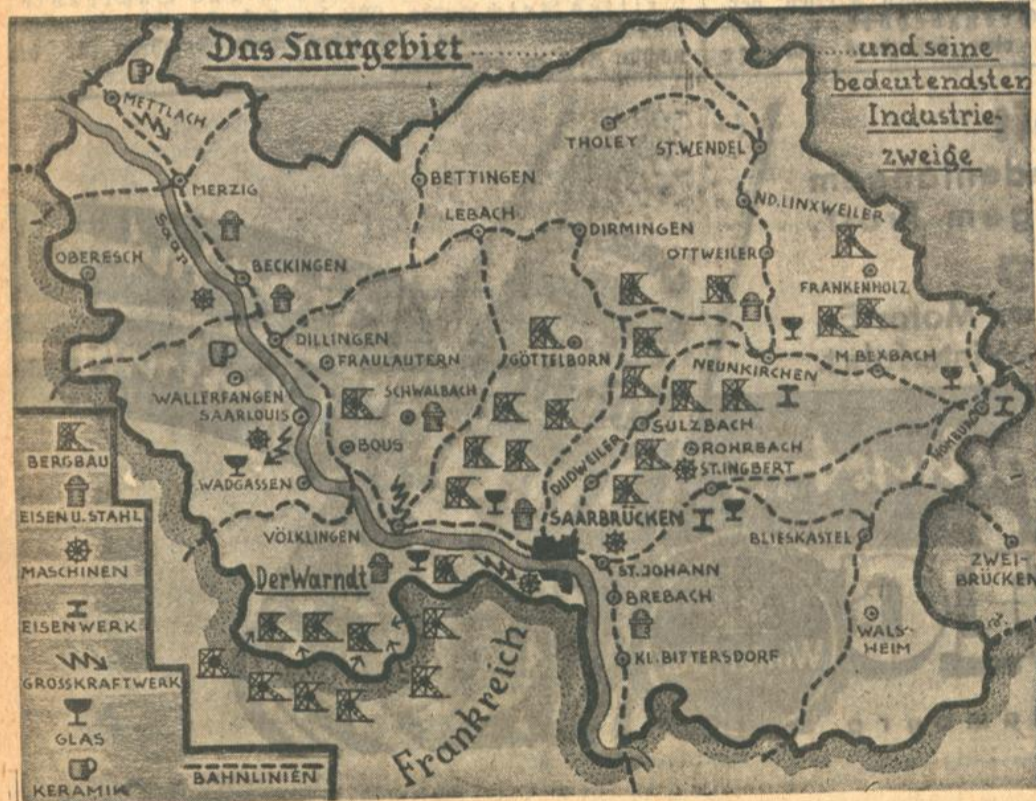 Das Saargebiet
und seine
bedeutendsten
Industrie-
zweige
METTLACH
MERZIG
Saar
OBERESCH
BECKINGEN
DILLINGEN
FRAULAUTERN
WALLERFANGEN
SAARLOUIS
SCHWALBACH
BOUS
WADGASSEN
VÖLKLINGEN
Der Warndt
BETTINGEN
LEBACH
DIRMINGEN
THOLEY
ST.WENDEL
ND.LINXWEILER
OTTWEILER
FRANKENHOLZ
GÖTTELBORN
NEUNKIRCHEN
M.BEXBACH
HOMBURG
SULZBACH
DUDWEILER
ROHRBACH
ST.INGBERT
SAARBRÜCKEN
ST.JOHANN
BREBACH
KL.BITTERSDORF
BLIESKASTEL
ZWEI-
BRÜCKEN
WALS-
HEIM
Frankreich
BERGBAU
EISEN U. STAHL
MASCHINEN
EISENWERK
GROSSKRAFTWERK
GLAS
KERAMIK
BAHNLINIEN